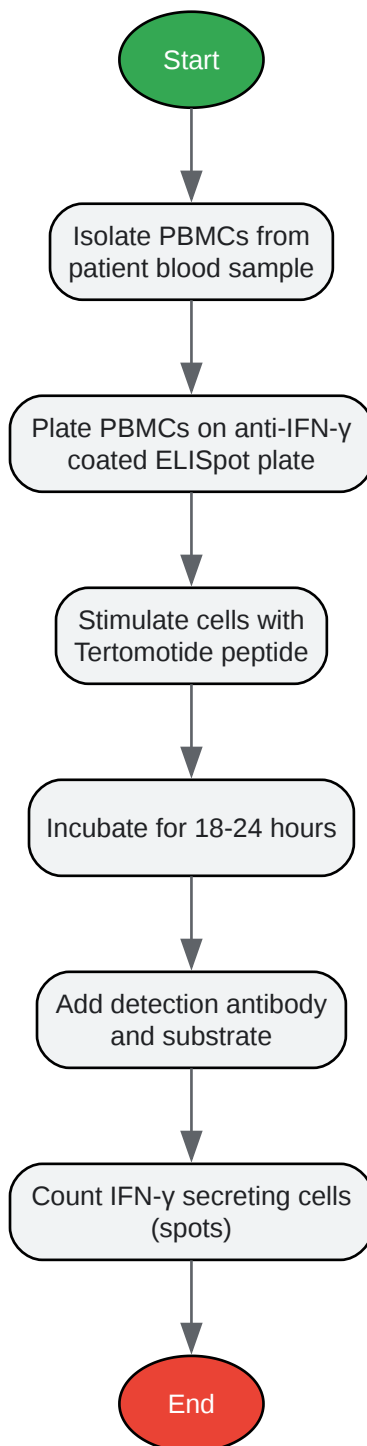 Start
Isolate PBMCs from
patient blood sample
Plate PBMCs on anti-IFN-γ
coated ELISpot plate
Stimulate cells with
Tertomotide peptide
Incubate for 18-24 hours
Add detection antibody
and substrate
Count IFN-γ secreting cells
(spots)
End